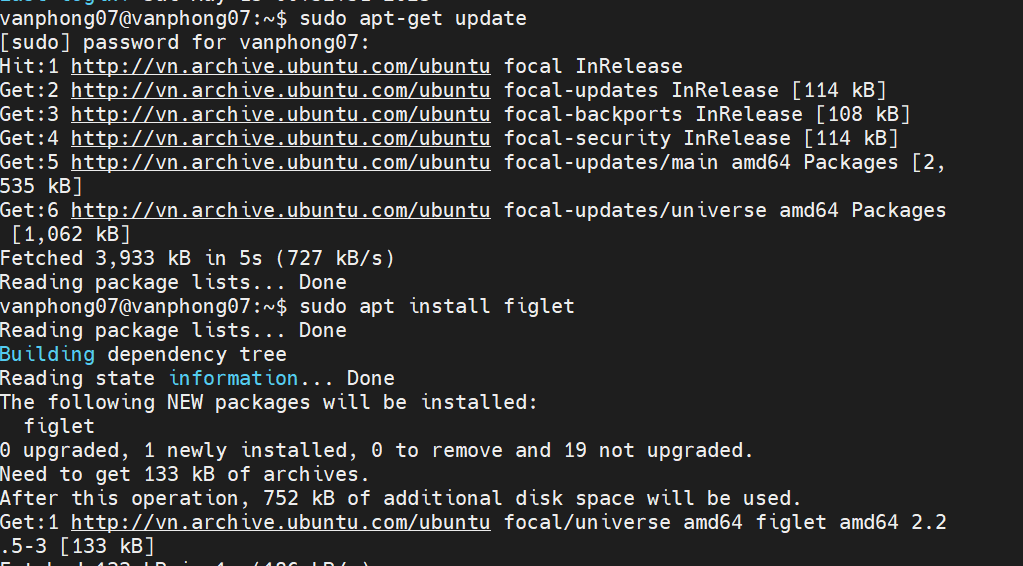 vanphong07@vanphong07:~$ sudo apt-get update
[sudo] password for vanphong07:
Hit:1 http://vn.archive.ubuntu.com/ubuntu focal InRelease
Get:2 http://vn.archive.ubuntu.com/ubuntu focal-updates InRelease [114 kB]
Get:3 http://vn.archive.ubuntu.com/ubuntu focal-backports InRelease [108 kB]
Get:4 http://vn.archive.ubuntu.com/ubuntu focal-security InRelease [114 kB]
Get:5 http://vn.archive.ubuntu.com/ubuntu focal-updates/main amd64 Packages [2,
535 kB]
Get:6 http://vn.archive.ubuntu.com/ubuntu focal-updates/universe amd64 Packages
 [1,062 kB]
Fetched 3,933 kB in 5s (727 kB/s)
Reading package lists... Done
vanphong07@vanphong07:~$ sudo apt install figlet
Reading package lists... Done
Building dependency tree
Reading state information... Done
The following NEW packages will be installed:
  figlet
0 upgraded, 1 newly installed, 0 to remove and 19 not upgraded.
Need to get 133 kB of archives.
After this operation, 752 kB of additional disk space will be used.
Get:1 http://vn.archive.ubuntu.com/ubuntu focal/universe amd64 figlet amd64 2.2
.5-3 [133 kB]